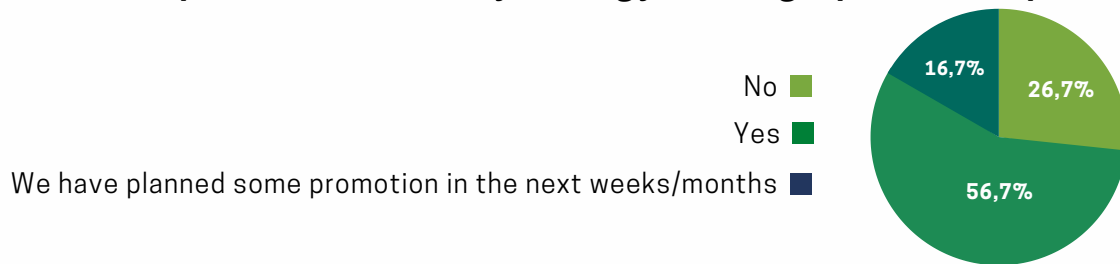 No
Yes
We have planned some promotion in the next weeks/months
16,7%
26,7%
56,7%